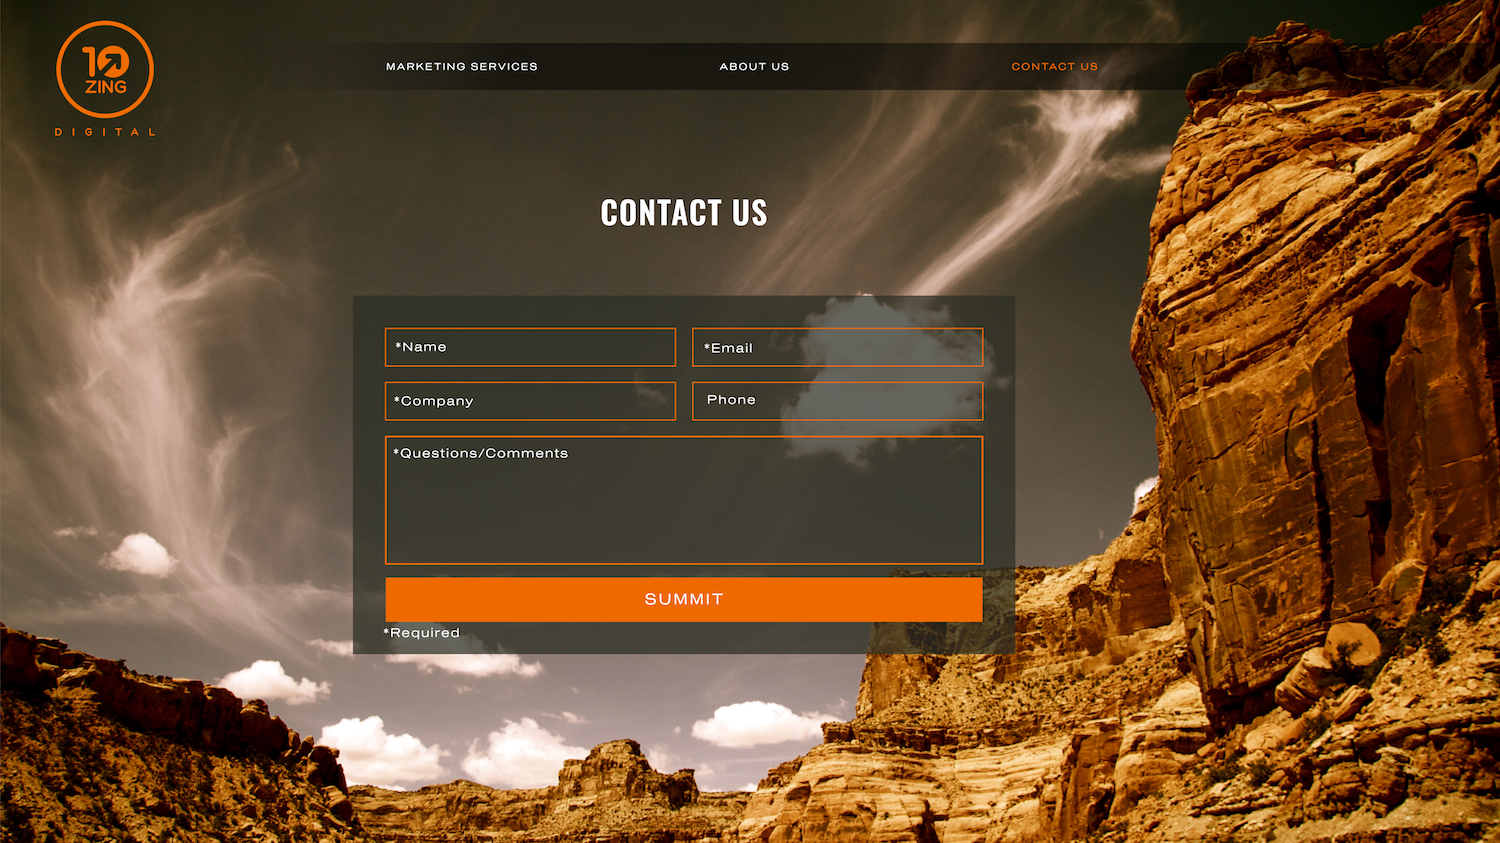 10
ZING
DIGITAL
MARKETING SERVICES
ABOUT US
CONTACT US
CONTACT US
*Name
*Email
*Company
Phone
*Questions/Comments
SUMMIT
*Required